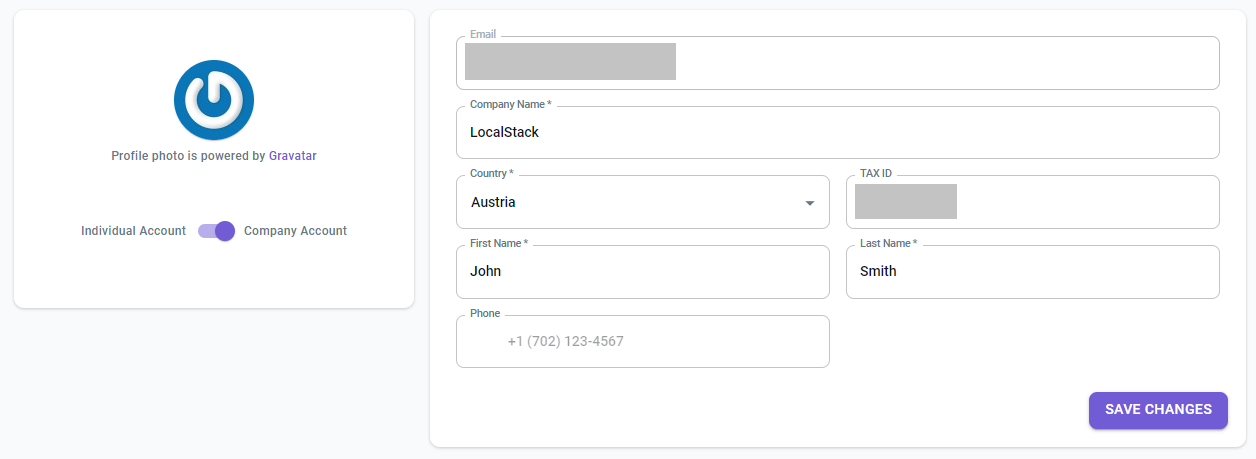 Profile photo is powered by Gravatar
Individual Account
Company Account
Email
Company Name *
LocalStack
Country *
Austria
TAX ID
First Name *
John
Last Name *
Smith
Phone
+1 (702) 123-4567
SAVE CHANGES